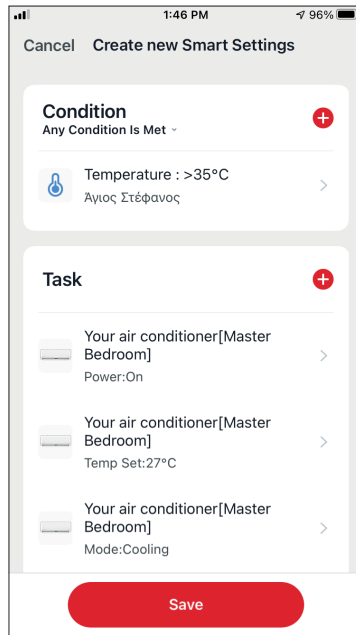 1:46 PM
96%
Cancel Create new Smart Settings
Condition
Any Condition Is Met
Temperature : >35°C
Άγιος Στέφανος
Task
Your air conditioner[Master
Bedroom]
Power:On
Your air conditioner[Master
Bedroom]
Temp Set:27°C
Your air conditioner[Master
Bedroom]
Mode:Cooling
Save